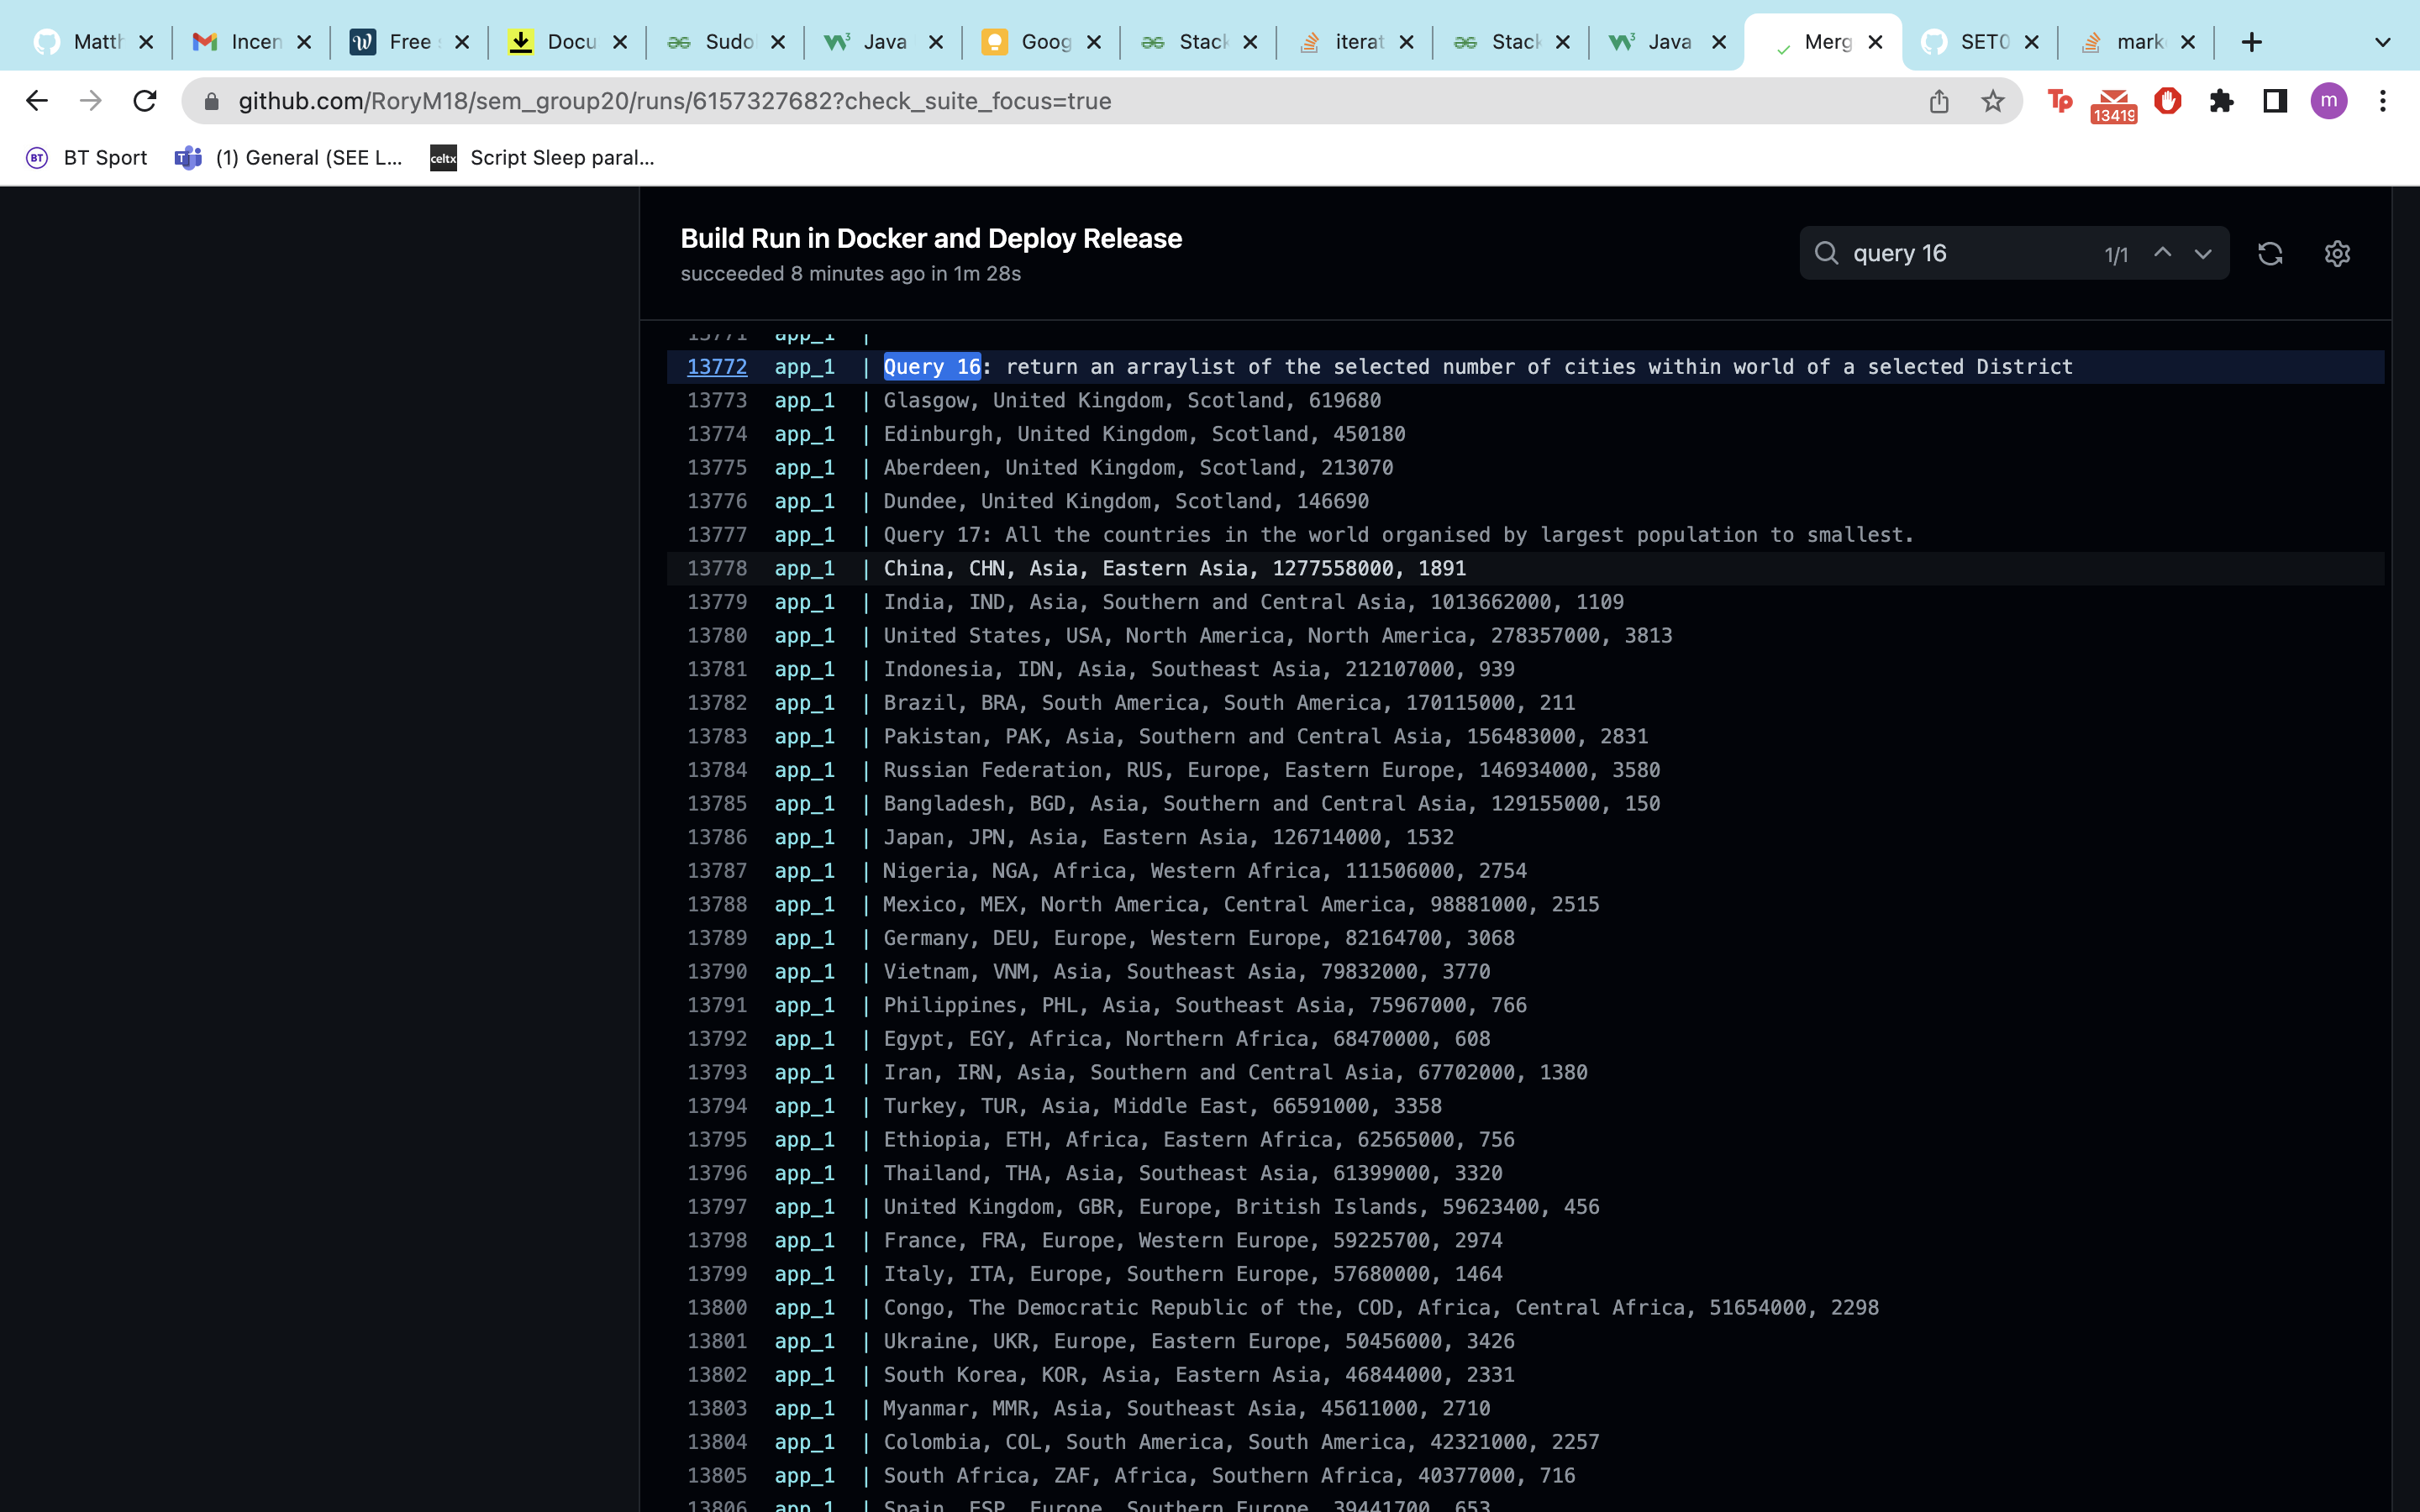 Matth
Incen
Free
Docu
Sudo
Java
Goog
Stack
iterat
Stack
Java
Merg
SET0
mark
github.com/RoryM18/sem_group20/runs/6157327682?check_suite_focus=true
Tp
13419
m
BT Sport
(1) General (SEE L...
celtx
Script Sleep paral...
Build Run in Docker and Deploy Release
succeeded 8 minutes ago in 1m 28s
query 16
1/1
13771 app_1 |
13772 app_1 | Query 16: return an arraylist of the selected number of cities within world of a selected District
13773 app_1 | Glasgow, United Kingdom, Scotland, 619680
13774 app_1 | Edinburgh, United Kingdom, Scotland, 450180
13775 app_1 | Aberdeen, United Kingdom, Scotland, 213070
13776 app_1 | Dundee, United Kingdom, Scotland, 146690
13777 app_1 | Query 17: All the countries in the world organised by largest population to smallest.
13778 app_1 | China, CHN, Asia, Eastern Asia, 1277558000, 1891
13779 app_1 | India, IND, Asia, Southern and Central Asia, 1013662000, 1109
13780 app_1 | United States, USA, North America, North America, 278357000, 3813
13781 app_1 | Indonesia, IDN, Asia, Southeast Asia, 212107000, 939
13782 app_1 | Brazil, BRA, South America, South America, 170115000, 211
13783 app_1 | Pakistan, PAK, Asia, Southern and Central Asia, 156483000, 2831
13784 app_1 | Russian Federation, RUS, Europe, Eastern Europe, 146934000, 3580
13785 app_1 | Bangladesh, BGD, Asia, Southern and Central Asia, 129155000, 150
13786 app_1 | Japan, JPN, Asia, Eastern Asia, 126714000, 1532
13787 app_1 | Nigeria, NGA, Africa, Western Africa, 111506000, 2754
13788 app_1 | Mexico, MEX, North America, Central America, 98881000, 2515
13789 app_1 | Germany, DEU, Europe, Western Europe, 82164700, 3068
13790 app_1 | Vietnam, VNM, Asia, Southeast Asia, 79832000, 3770
13791 app_1 | Philippines, PHL, Asia, Southeast Asia, 75967000, 766
13792 app_1 | Egypt, EGY, Africa, Northern Africa, 68470000, 608
13793 app_1 | Iran, IRN, Asia, Southern and Central Asia, 67702000, 1380
13794 app_1 | Turkey, TUR, Asia, Middle East, 66591000, 3358
13795 app_1 | Ethiopia, ETH, Africa, Eastern Africa, 62565000, 756
13796 app_1 | Thailand, THA, Asia, Southeast Asia, 61399000, 3320
13797 app_1 | United Kingdom, GBR, Europe, British Islands, 59623400, 456
13798 app_1 | France, FRA, Europe, Western Europe, 59225700, 2974
13799 app_1 | Italy, ITA, Europe, Southern Europe, 57680000, 1464
13800 app_1 | Congo, The Democratic Republic of the, COD, Africa, Central Africa, 51654000, 2298
13801 app_1 | Ukraine, UKR, Europe, Eastern Europe, 50456000, 3426
13802 app_1 | South Korea, KOR, Asia, Eastern Asia, 46844000, 2331
13803 app_1 | Myanmar, MMR, Asia, Southeast Asia, 45611000, 2710
13804 app_1 | Colombia, COL, South America, South America, 42321000, 2257
13805 app_1 | South Africa, ZAF, Africa, Southern Africa, 40377000, 716
13806 app_1 | Spain, ESP, Europe, Southern Europe, 39441700, 653